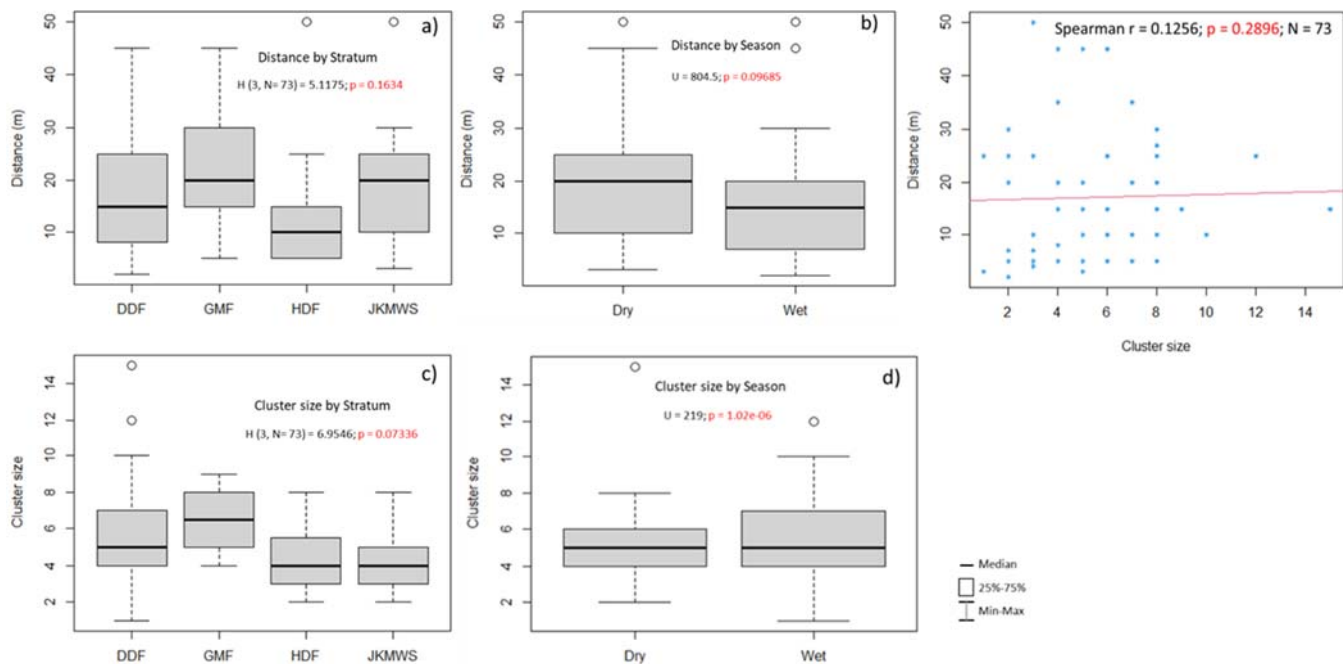 a)
Distance by Stratum
H (3, N= 73) = 5.1175; p = 0.1634
Distance (m)
50
40
30
20
10
DDF GMF HDF JKMWS
b)
Distance by Season
U = 804.5; p = 0.09685
Distance (m)
50
40
30
20
10
Dry Wet
Spearman r = 0.1256; p = 0.2896; N = 73
Distance (m)
50
40
30
20
10
2 4 6 8 10 12 14
Cluster size
c)
Cluster size by Stratum
H (3, N= 73) = 6.9546; p = 0.07336
Cluster size
14
12
10
8
6
4
2
DDF GMF HDF JKMWS
d)
Cluster size by Season
U = 219; p = 1.02e-06
Cluster size
14
12
10
8
6
4
2
Dry Wet
Median
25%-75%
Min-Max